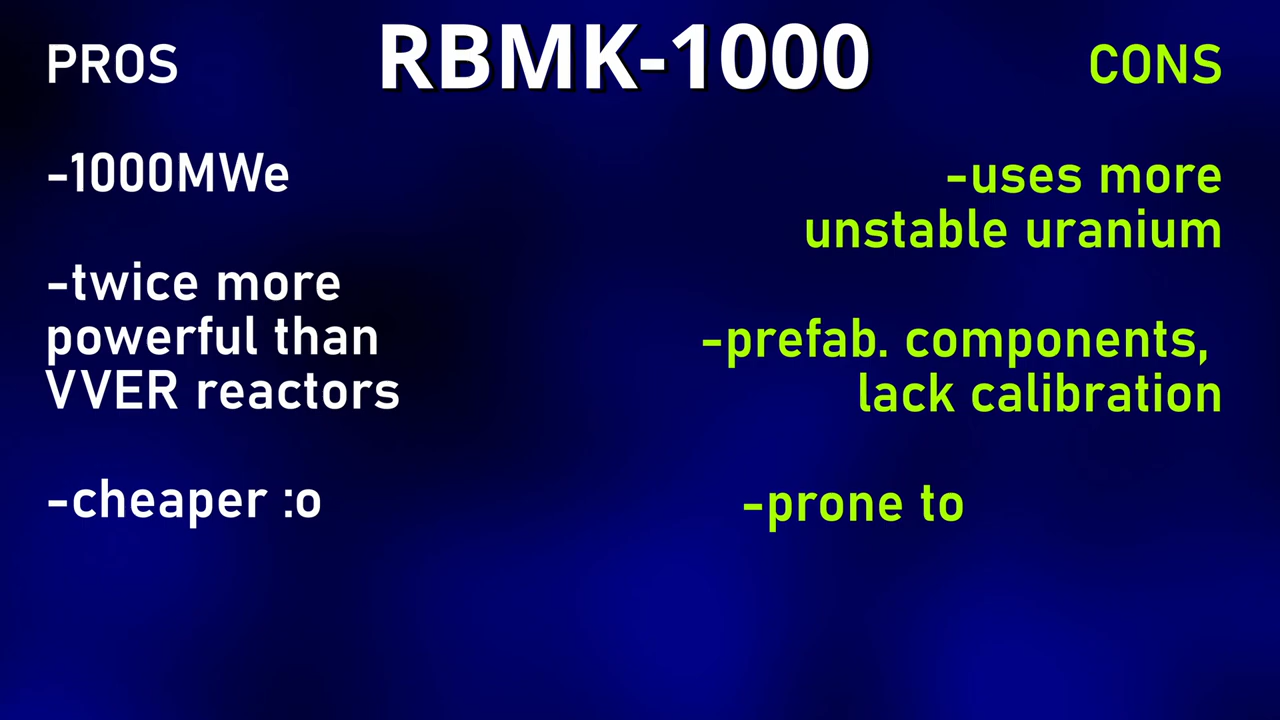 RBMK-1000
PROS
-1000MWe
-twice more
powerful than
VVER reactors
-cheaper :o
CONS
-uses more
unstable uranium
-prefab. components,
lack calibration
-prone to